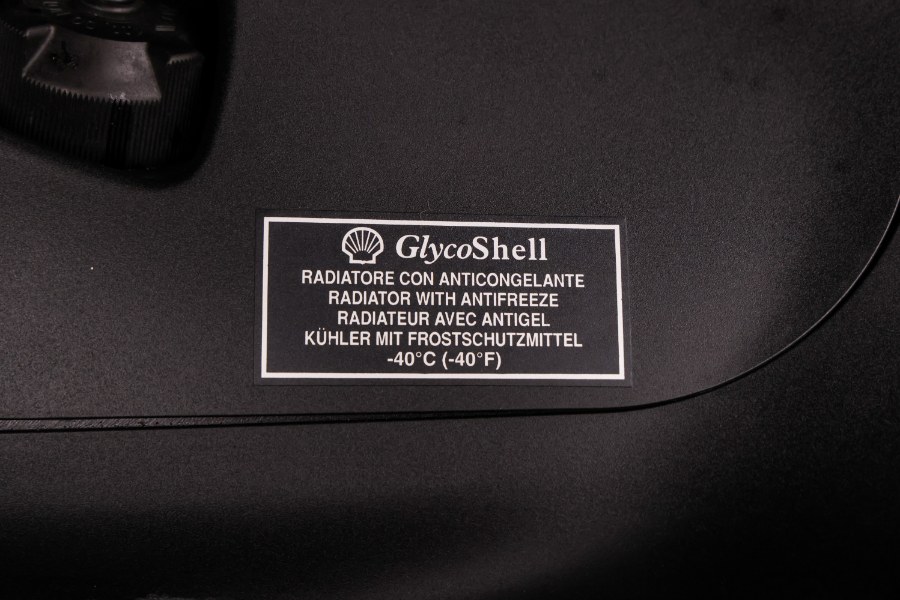 GlycoShell
RADIATORE CON ANTICONGELANTE
RADIATOR WITH ANTIFREEZE
RADIATEUR AVEC ANTIGEL
KÜHLER MIT FROSTSCHUTZMITTEL
-40°C (-40°F)